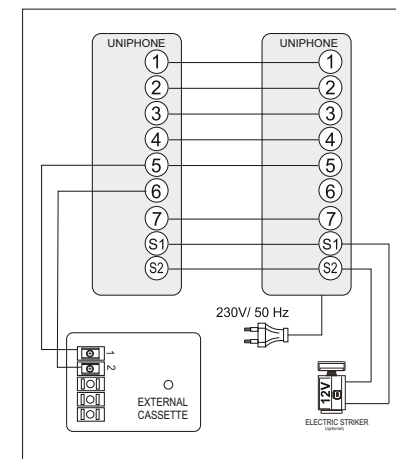 UNIPHONE UNIPHONE
1 1
2 2
3 3
4 4
5 5
6 6
7 7
S1 S1
S2 S2
230V/ 50 Hz
1
2
EXTERNAL
CASSETTE
12V
ELECTRIC STRIKER
(optional)